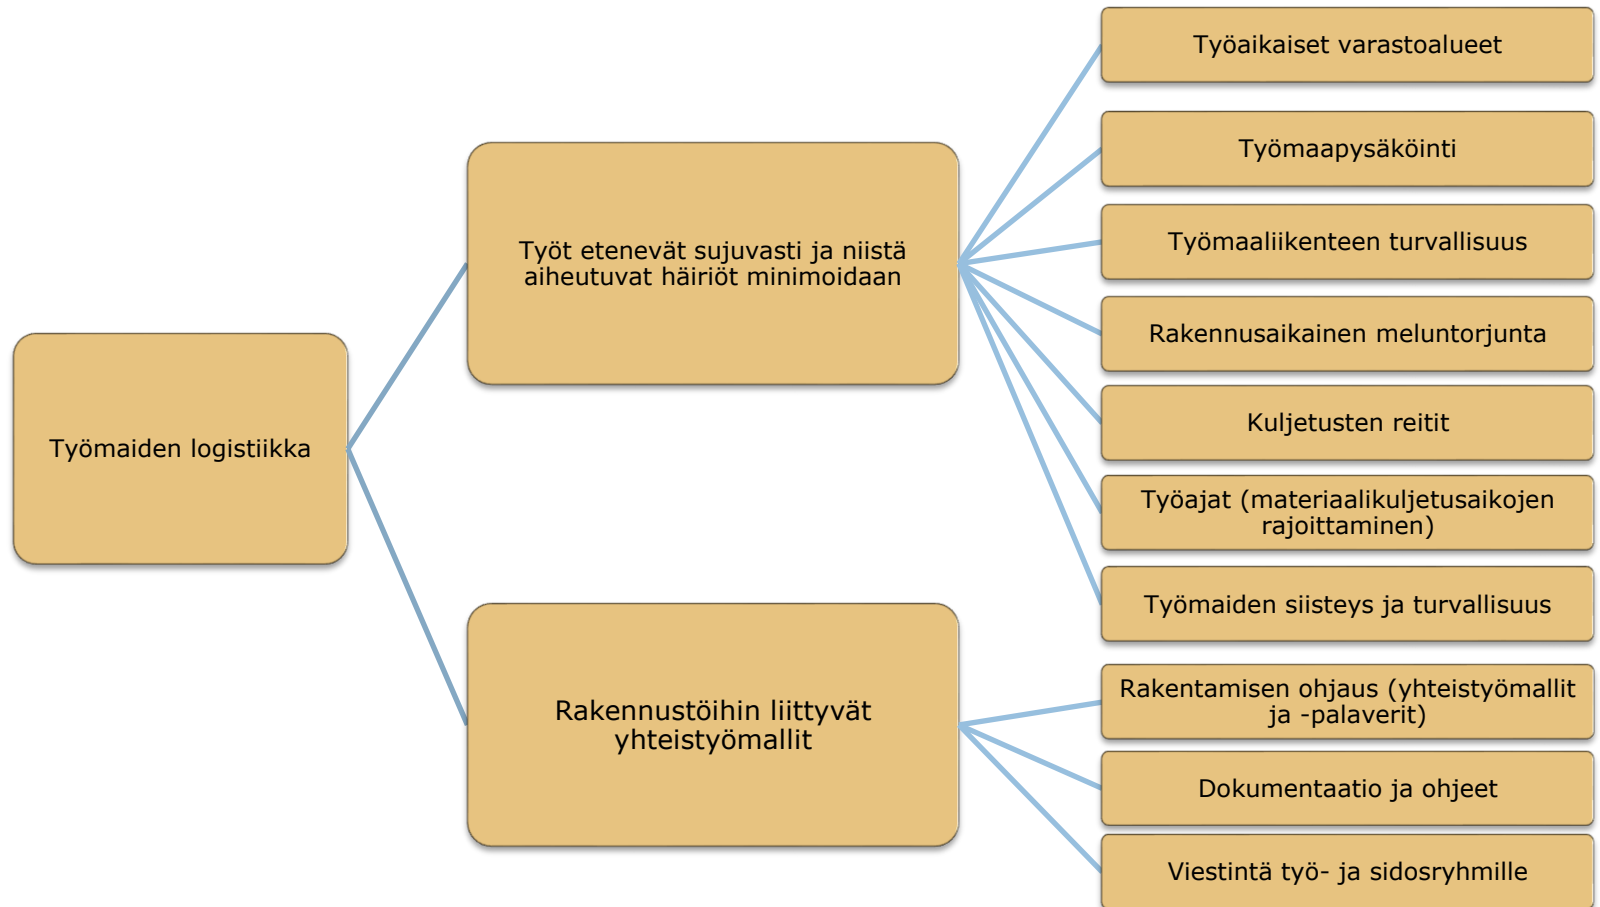 Työmaiden logistiikka
Työt etenevät sujuvasti ja niistä
aiheutuvat häiriöt minimoidaan
Työaikaiset varastoalueet
Työmaapysäköinti
Työmaaliikenteen turvallisuus
Rakennusaikainen meluntorjunta
Kuljetusten reitit
Työajat (materiaalikuljetusaikojen
rajoittaminen)
Työmaiden siisteys ja turvallisuus
Rakennustöihin liittyvät
yhteistyömallit
Rakentamisen ohjaus (yhteistyömallit
ja -palaverit)
Dokumentaatio ja ohjeet
Viestintä työ- ja sidosryhmille